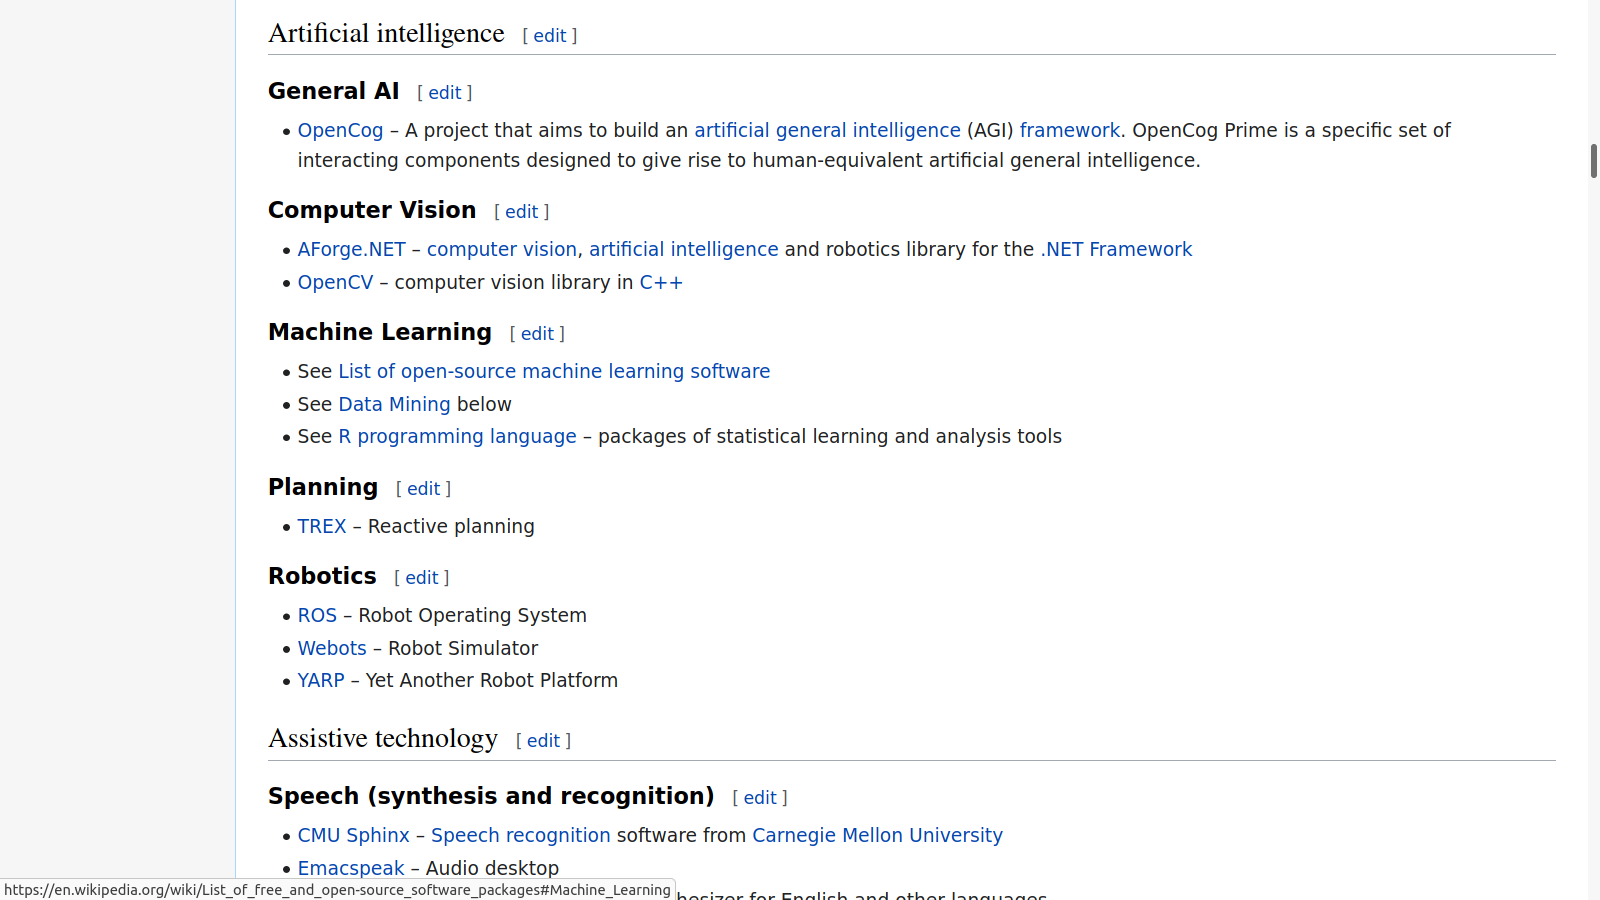 Artificial intelligence [ edit ]
General AI [ edit ]
• OpenCog – A project that aims to build an artificial general intelligence (AGI) framework. OpenCog Prime is a specific set of
interacting components designed to give rise to human-equivalent artificial general intelligence.
Computer Vision [ edit ]
• AForge.NET – computer vision, artificial intelligence and robotics library for the .NET Framework
• OpenCV – computer vision library in C++
Machine Learning [ edit ]
• See List of open-source machine learning software
• See Data Mining below
• See R programming language – packages of statistical learning and analysis tools
Planning [ edit ]
• TREX – Reactive planning
Robotics [ edit ]
• ROS – Robot Operating System
• Webots – Robot Simulator
• YARP – Yet Another Robot Platform
Assistive technology [ edit ]
Speech (synthesis and recognition) [ edit ]
• CMU Sphinx – Speech recognition software from Carnegie Mellon University
• Emacspeak – Audio desktop
for English and other languages
https://en.wikipedia.org/wiki/List_of_free_and_open-source_software_packages#Machine_Learning